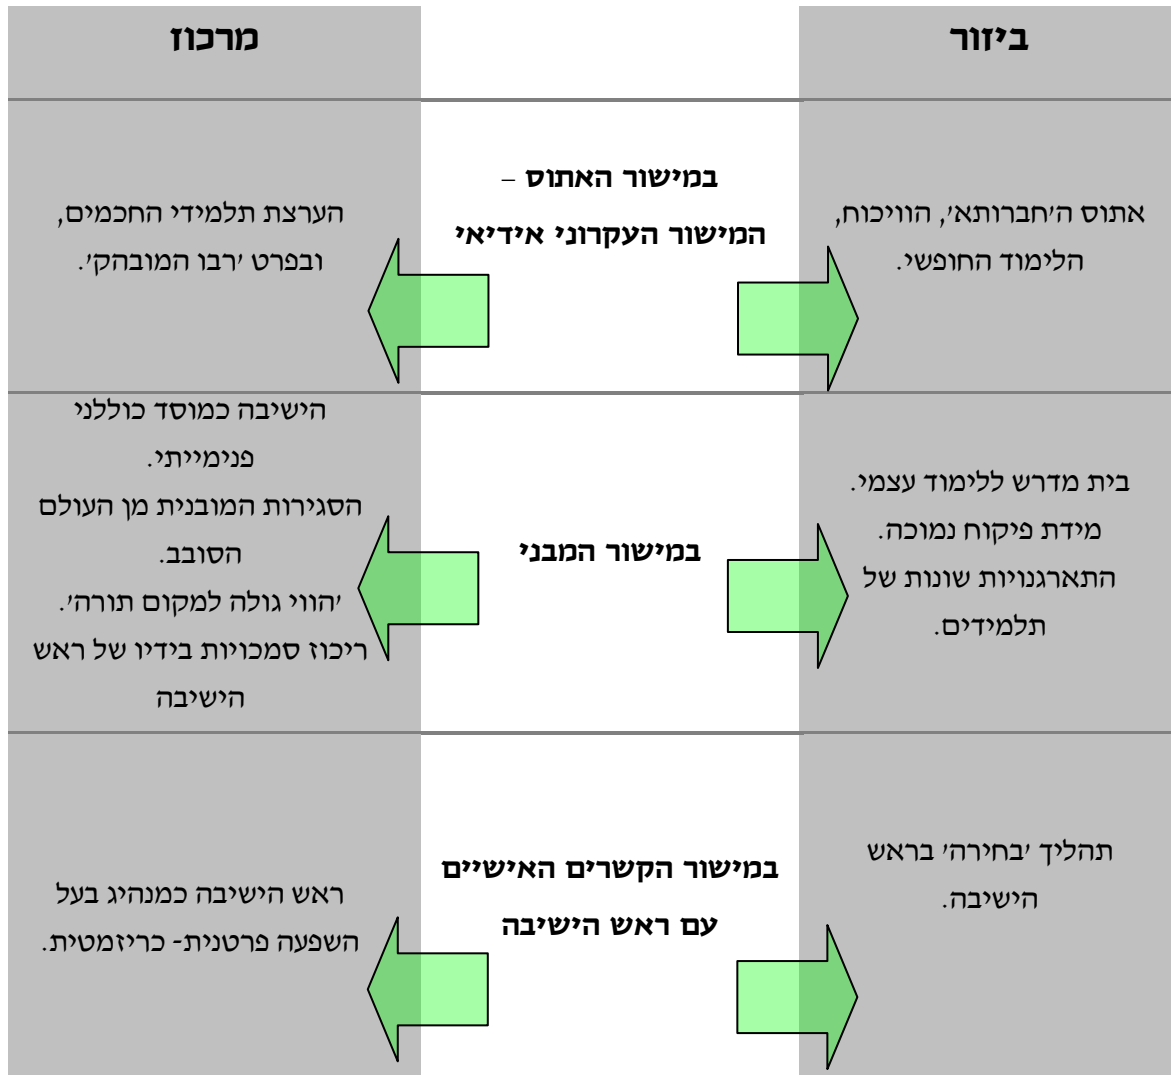 ביזור
מרכוז
אתוס ה'חברותא', הוויכוח,
הלימוד החופשי.
במישור האתוס –
המישור העקרוני אידיאי
הערצת תלמידי החכמים,
ובפרט 'רבו המובהק'.
בית מדרש ללימוד עצמי.
מידת פיקוח נמוכה.
התארגנויות שונות של
תלמידים.
במישור המבני
הישיבה כמוסד כוללני
פנימייתי.
הסגירות המובנית מן העולם
הסובב.
'הווי גולה למקום תורה'.
ריכוז סמכויות בידיו של ראש
הישיבה
תהליך 'בחירה' בראש
הישיבה.
במישור הקשרים האישיים
עם ראש הישיבה
ראש הישיבה כמנהיג בעל
השפעה פרטנית- כריזמטית.